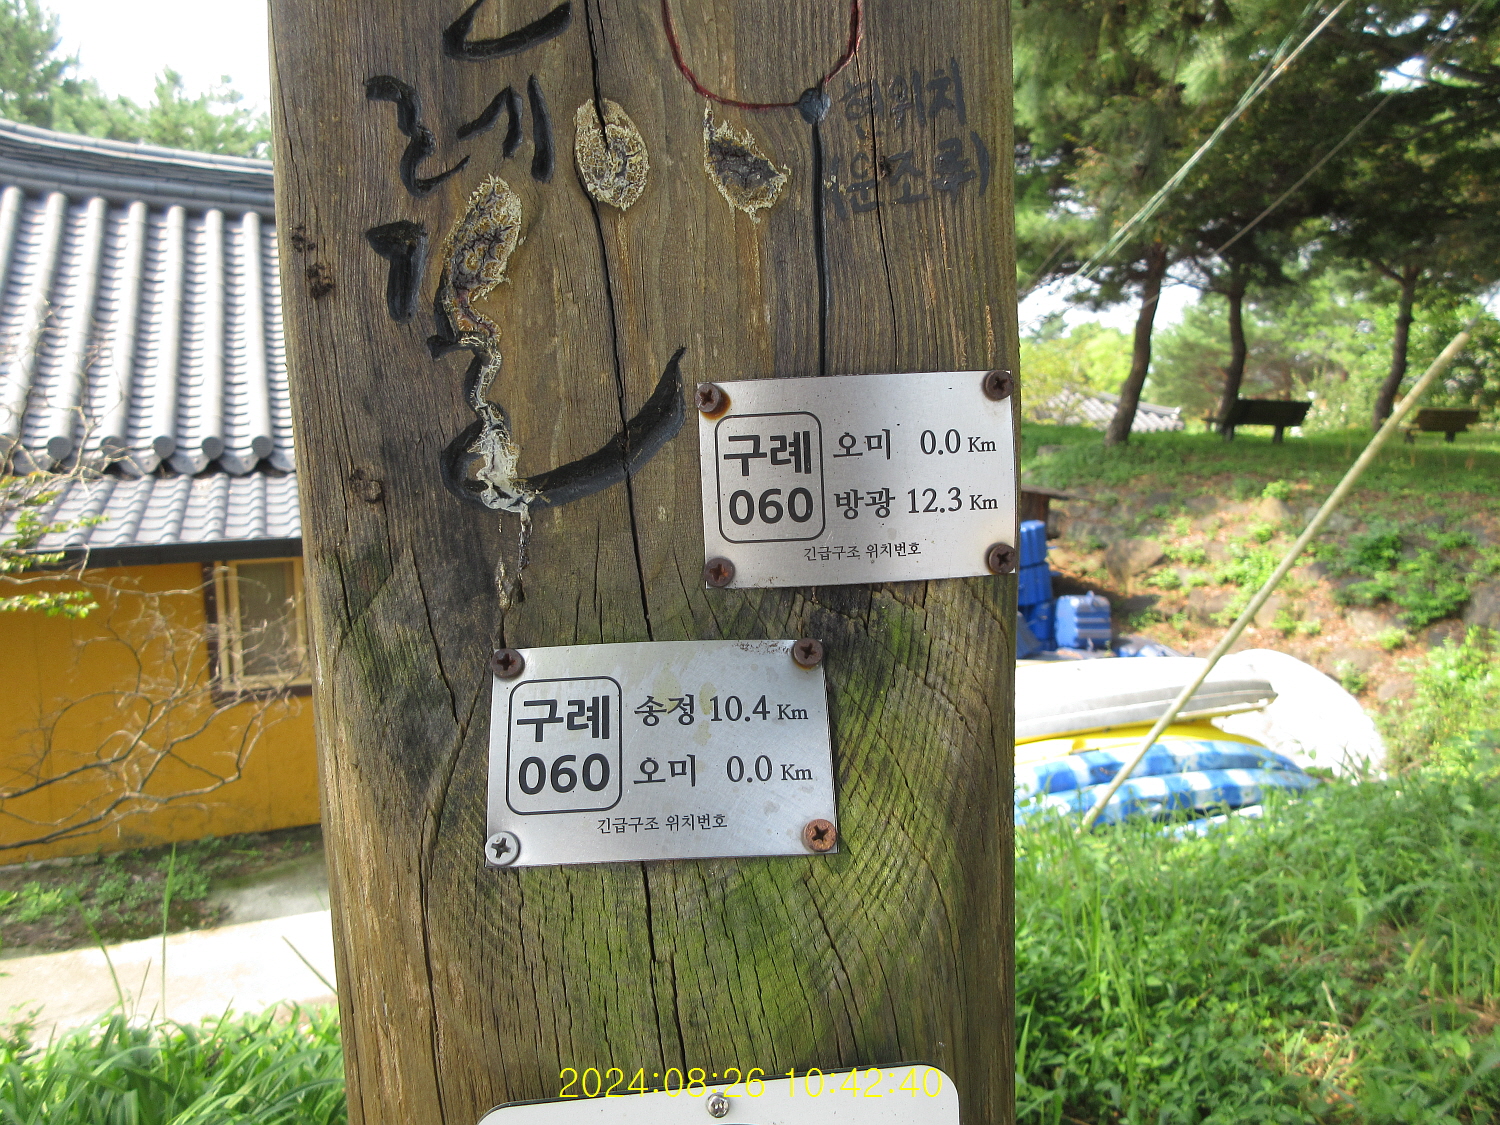 레
길
현위치
(운조루)
구례
060
오미 0.0 Km
방광 12.3 Km
긴급구조 위치번호
구례
060
송정 10.4 Km
오미 0.0 Km
긴급구조 위치번호
2024:08:26 10:42:40